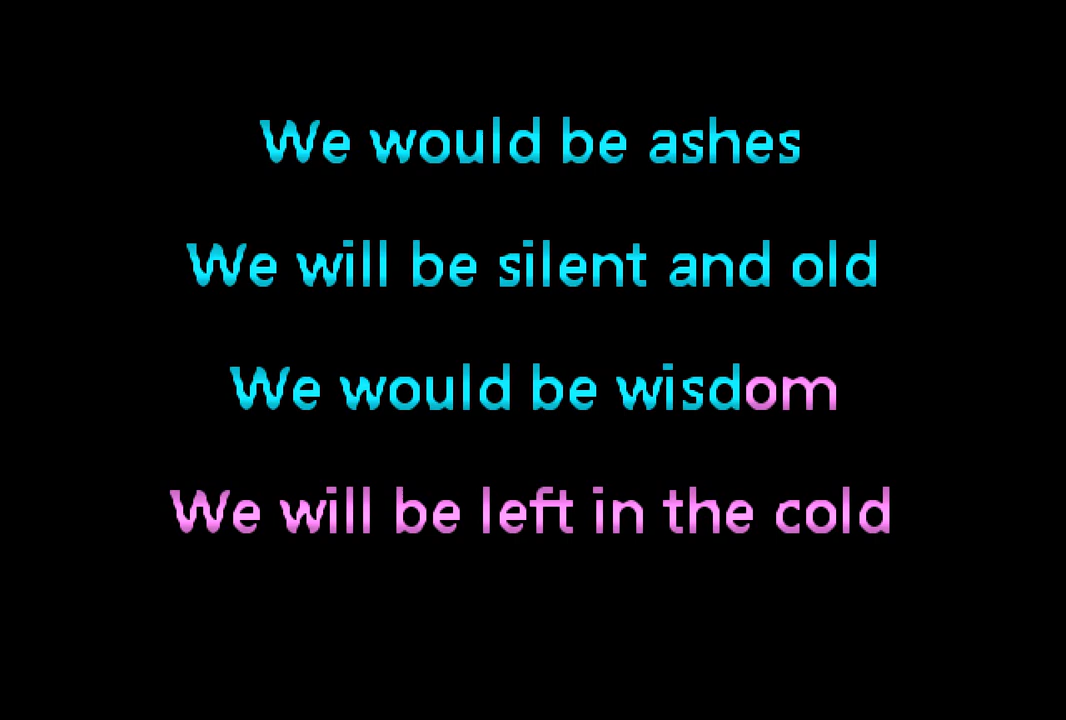 We would be ashes
We will be silent and old
We would be wisdom
We will be left in the cold